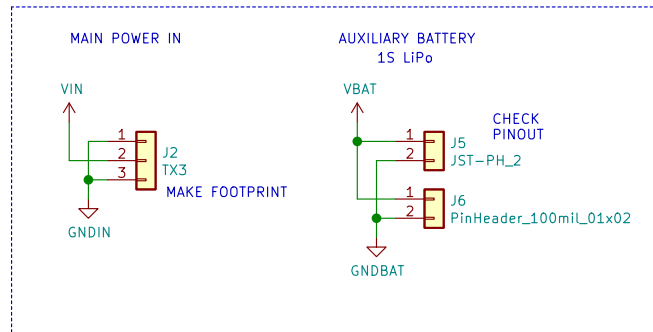 MAIN POWER IN
VIN
1
2
3
J2
TX3
MAKE FOOTPRINT
GNDIN
AUXILIARY BATTERY
1S LiPo
VBAT
CHECK
PINOUT
1
2
J5
JST-PH_2
1
2
J6
PinHeader_100mil_01x02
GNDBAT